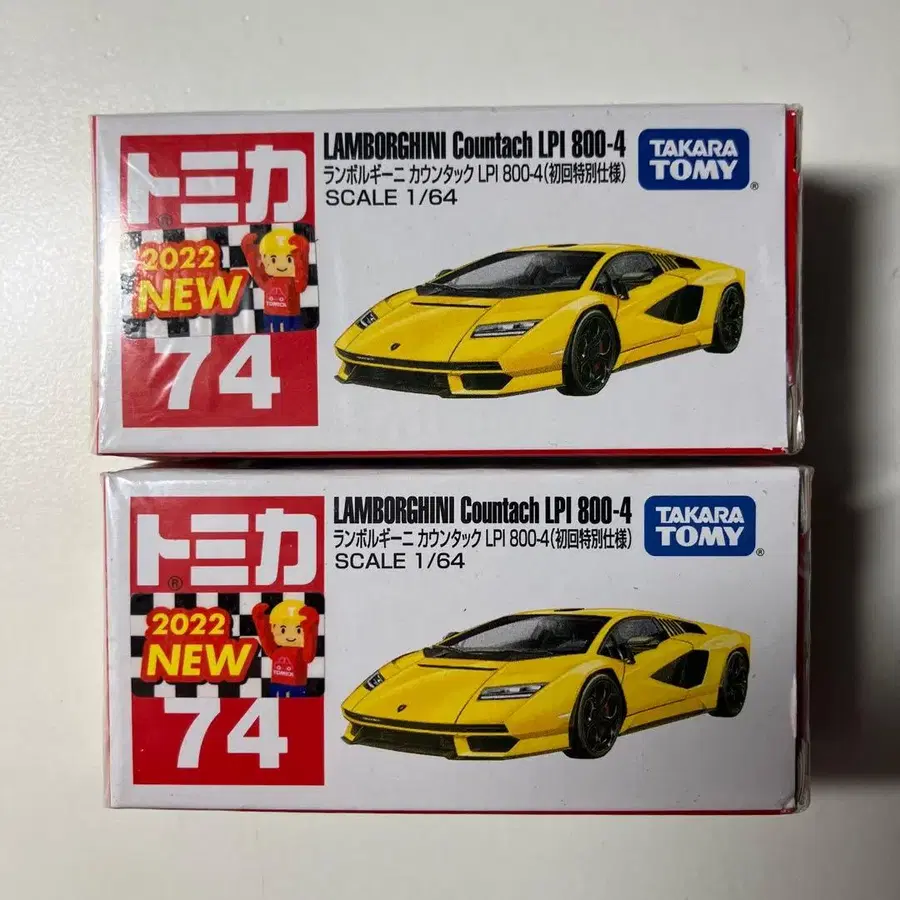 トミカ
®
2022
NEW
TOMICA
74
LAMBORGHINI Countach LPI 800-4
ランボルギーニ カウンタック LPI 800-4(初回特別仕様)
SCALE 1/64
TAKARA
TOMY
®
トミカ
®
2022
NEW
TOMICA
74
LAMBORGHINI Countach LPI 800-4
ランボルギーニ カウンタック LPI 800-4(初回特別仕様)
SCALE 1/64
TAKARA
TOMY
®